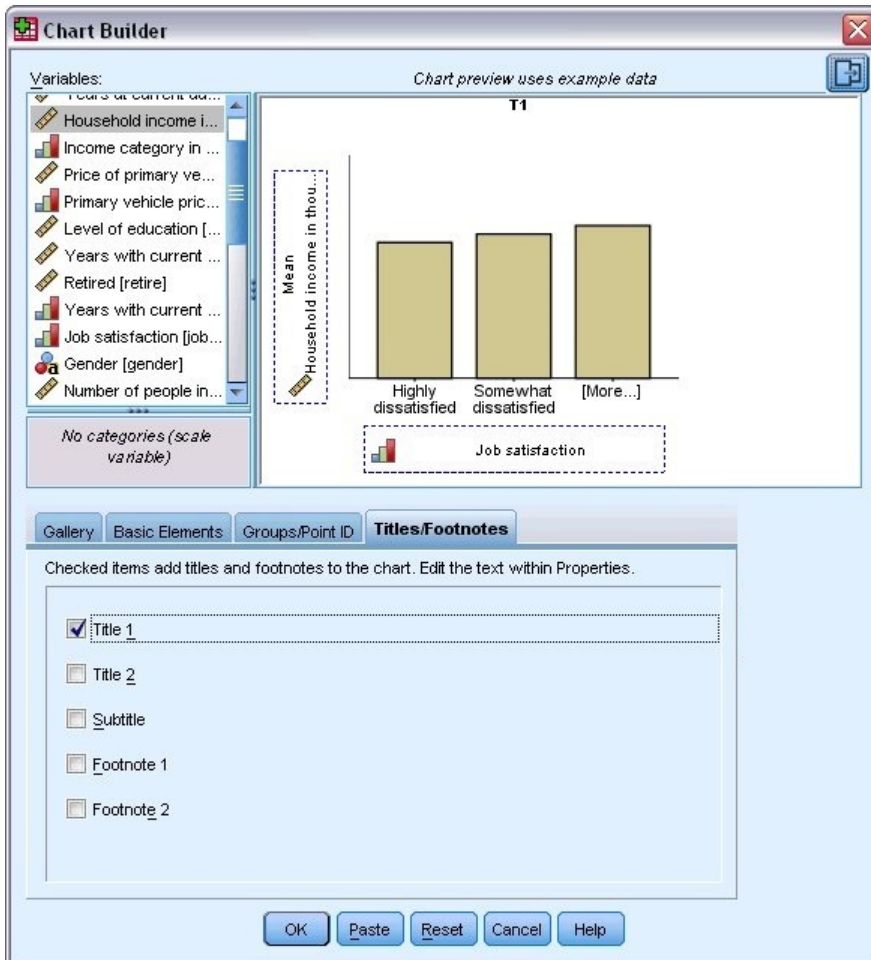 Chart Builder
Variables:
Chart preview uses example data
Years at current ad...
Household income i...
Income category in ...
Price of primary ve...
Primary vehicle pric...
Level of education [...
Years with current ...
Retired [retire]
Years with current ...
Job satisfaction [job...
Gender [gender]
Number of people in...
No categories (scale
variable)
T1
Mean
Household income in thou...
Highly
dissatisfied
Somewhat
dissatisfied
[More...]
Job satisfaction
Gallery
Basic Elements
Groups/Point ID
Titles/Footnotes
Checked items add titles and footnotes to the chart. Edit the text within Properties.
Title 1
Title 2
Subtitle
Footnote 1
Footnote 2
OK
Paste
Reset
Cancel
Help